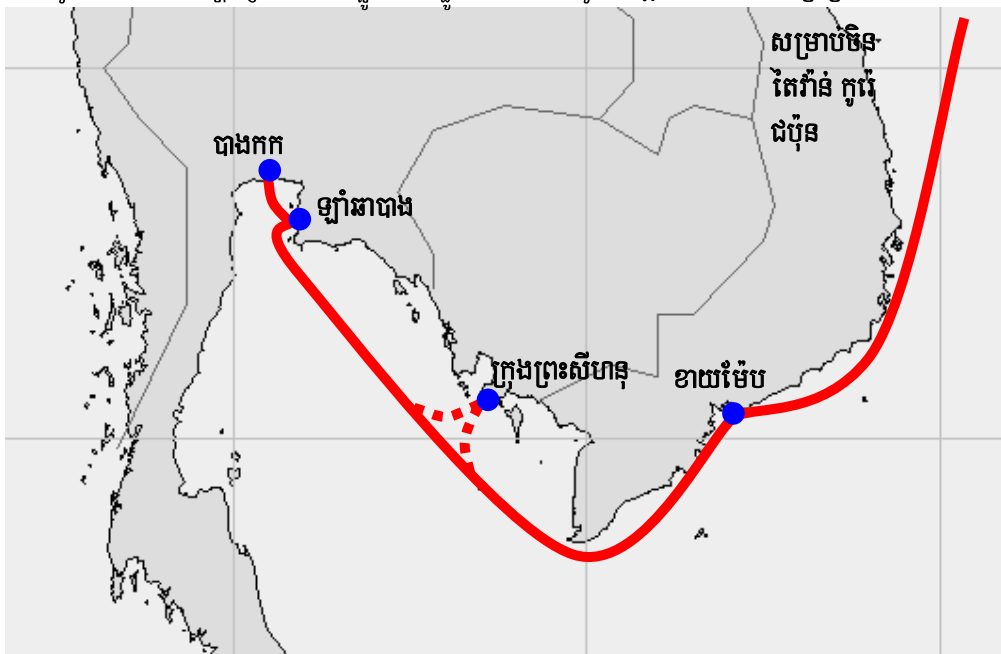 សម្រាប់ចិន
តៃវ៉ាន់ កូរ៉េ
ជប៉ុន
បាងកក
ឡាំឆាបាង
ក្រុងព្រះសីហនុ
ខាយម៉ែប